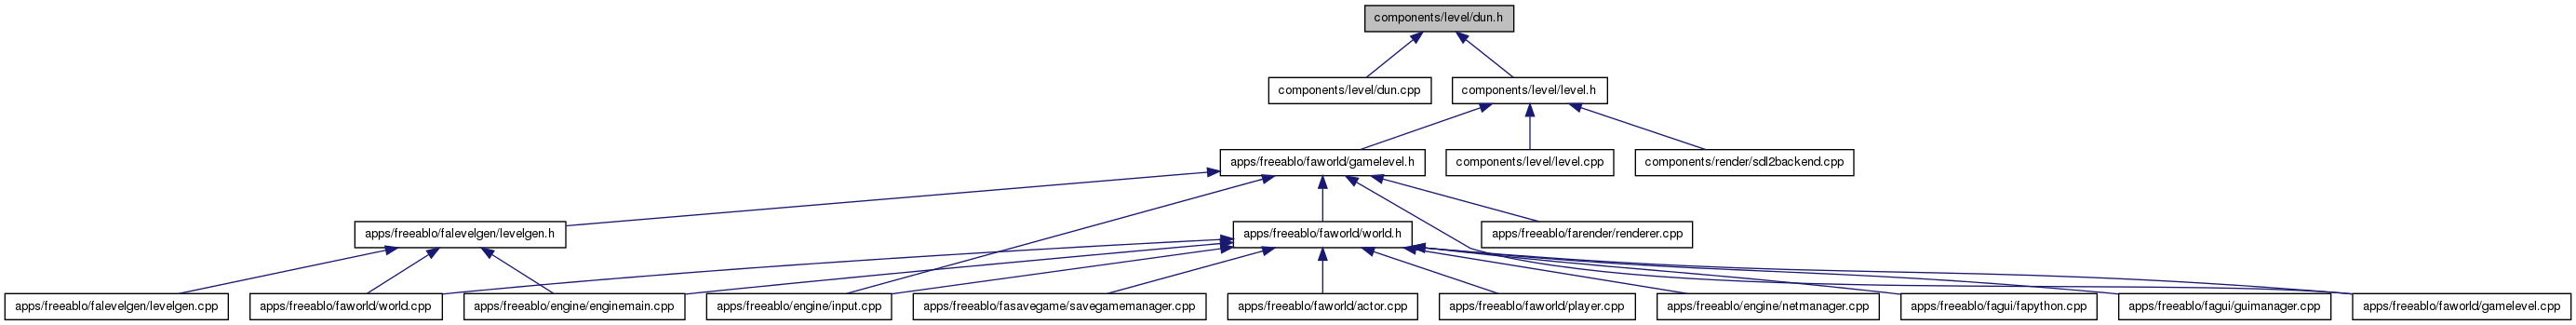 components/level/dun.h
components/level/dun.cpp
components/level/level.h
apps/freeablo/faworld/gamelevel.h
components/level/level.cpp
components/render/sdl2backend.cpp
apps/freeablo/falevelgen/levelgen.h
apps/freeablo/faworld/world.h
apps/freeablo/farender/renderer.cpp
apps/freeablo/falevelgen/levelgen.cpp
apps/freeablo/faworld/world.cpp
apps/freeablo/engine/enginemain.cpp
apps/freeablo/engine/input.cpp
apps/freeablo/fasavegame/savegamemanager.cpp
apps/freeablo/faworld/actor.cpp
apps/freeablo/faworld/player.cpp
apps/freeablo/engine/netmanager.cpp
apps/freeablo/fagui/fapython.cpp
apps/freeablo/fagui/guimanager.cpp
apps/freeablo/faworld/gamelevel.cpp